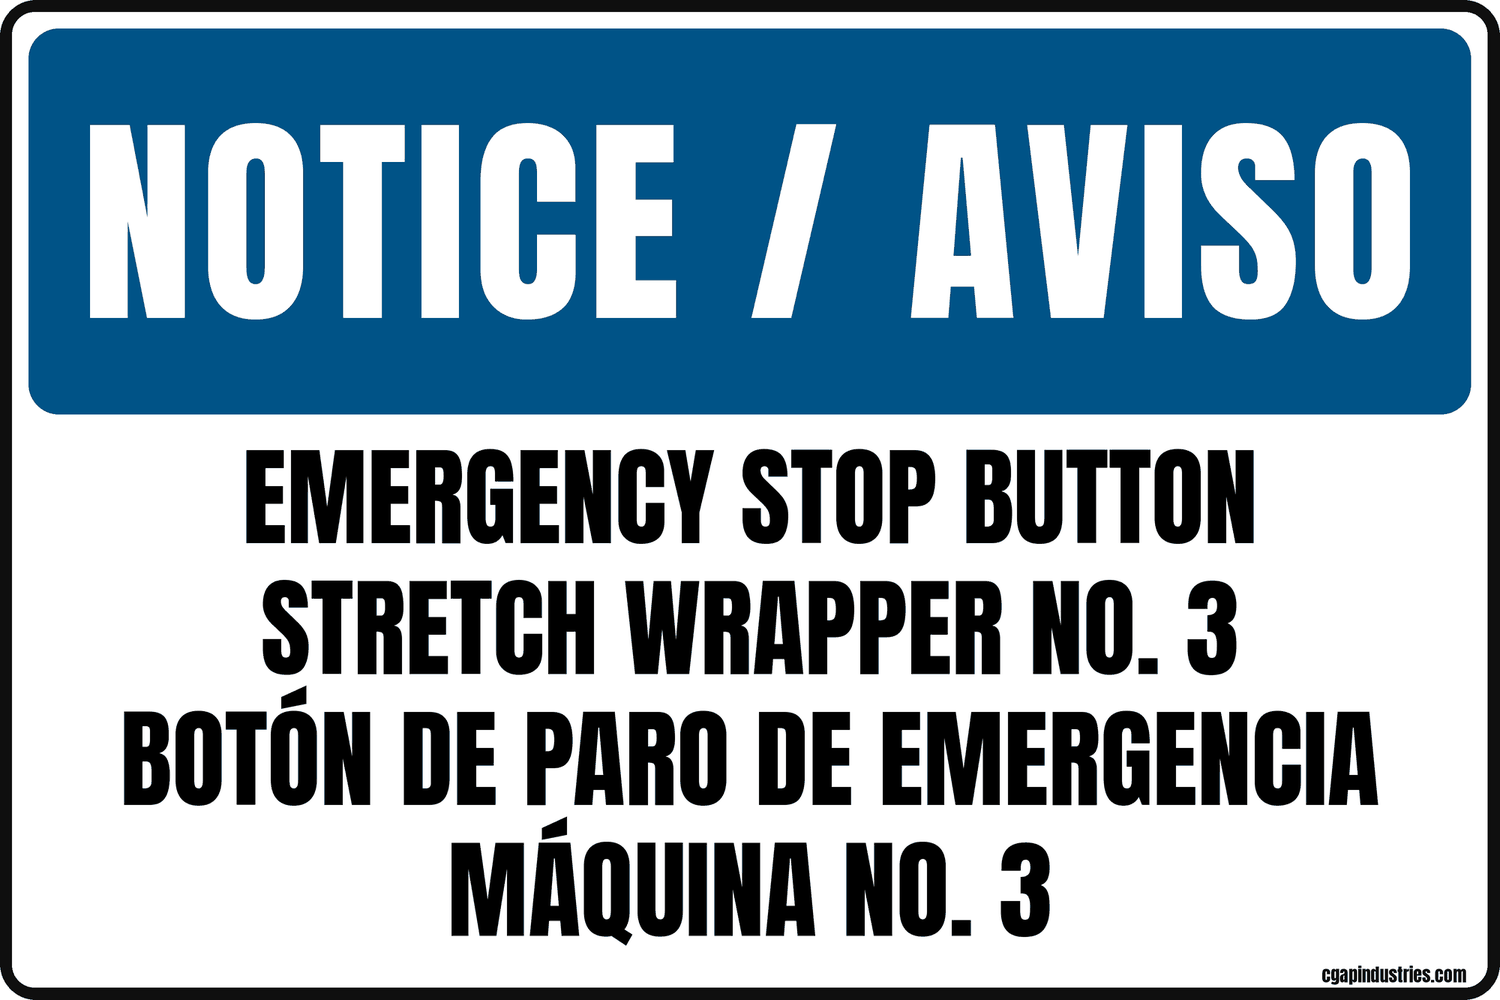 NOTICE / AVISO
EMERGENCY STOP BUTTON
STRETCH WRAPPER NO. 3
BOTÓN DE PARO DE EMERGENCIA
MÁQUINA NO. 3
cgapindustries.com